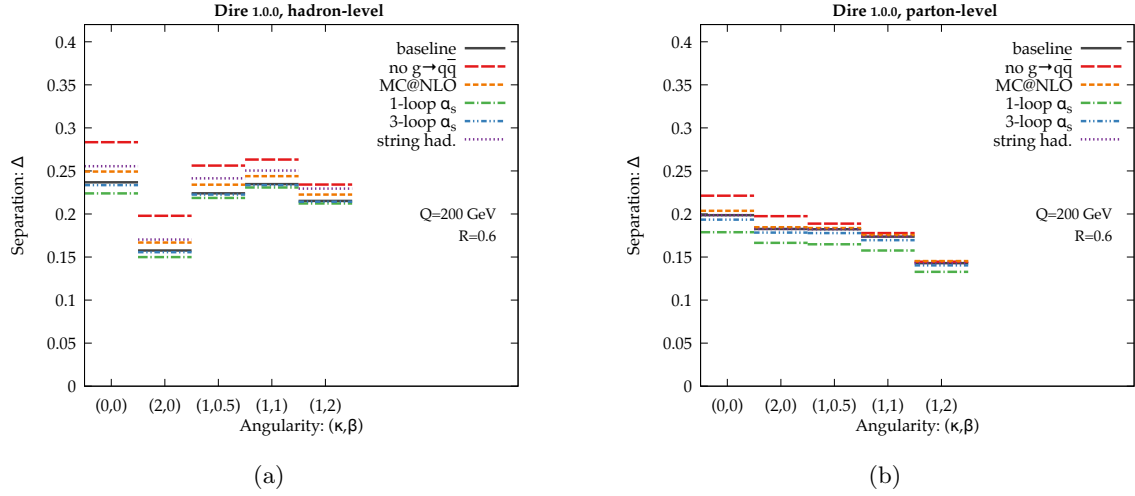 Dire 1.0.0, hadron-level
0.4
0.35
0.3
0.25
0.2
0.15
0.1
0.05
0
Separation: Δ
baseline
no g→qq̅
MC@NLO
1-loop αs
3-loop αs
string had.
Q=200 GeV
R=0.6
(0,0) (2,0) (1,0.5) (1,1) (1,2)
Angularity: (κ,β)
(a)
Dire 1.0.0, parton-level
0.4
0.35
0.3
0.25
0.2
0.15
0.1
0.05
0
Separation: Δ
baseline
no g→qq̅
MC@NLO
1-loop αs
3-loop αs
string had.
Q=200 GeV
R=0.6
(0,0) (2,0) (1,0.5) (1,1) (1,2)
Angularity: (κ,β)
(b)